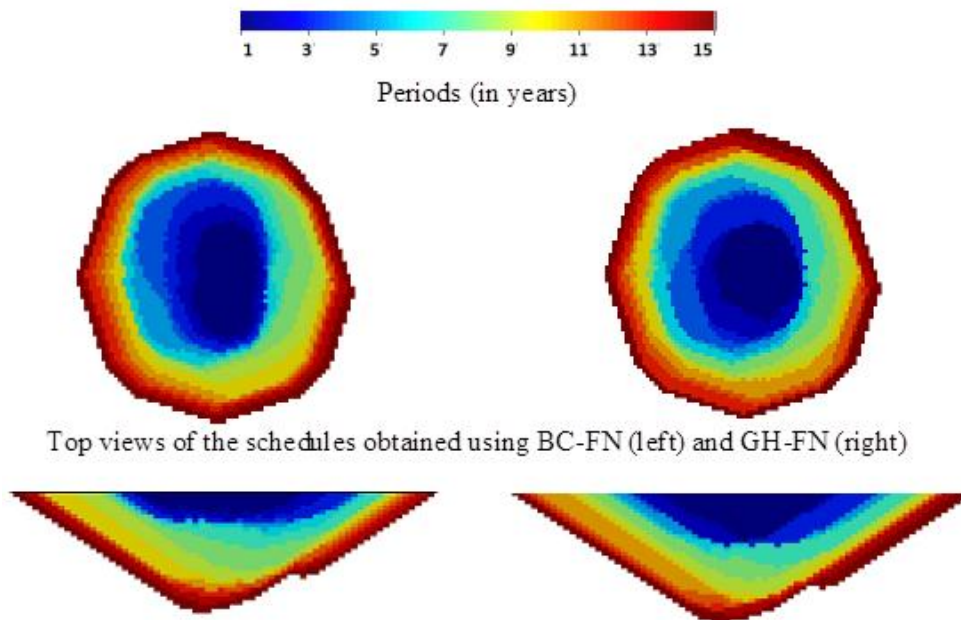 1 3 5 7 9 11 13 15
Periods (in years)
Top views of the schedules obtained using BC-FN (left) and GH-FN (right)